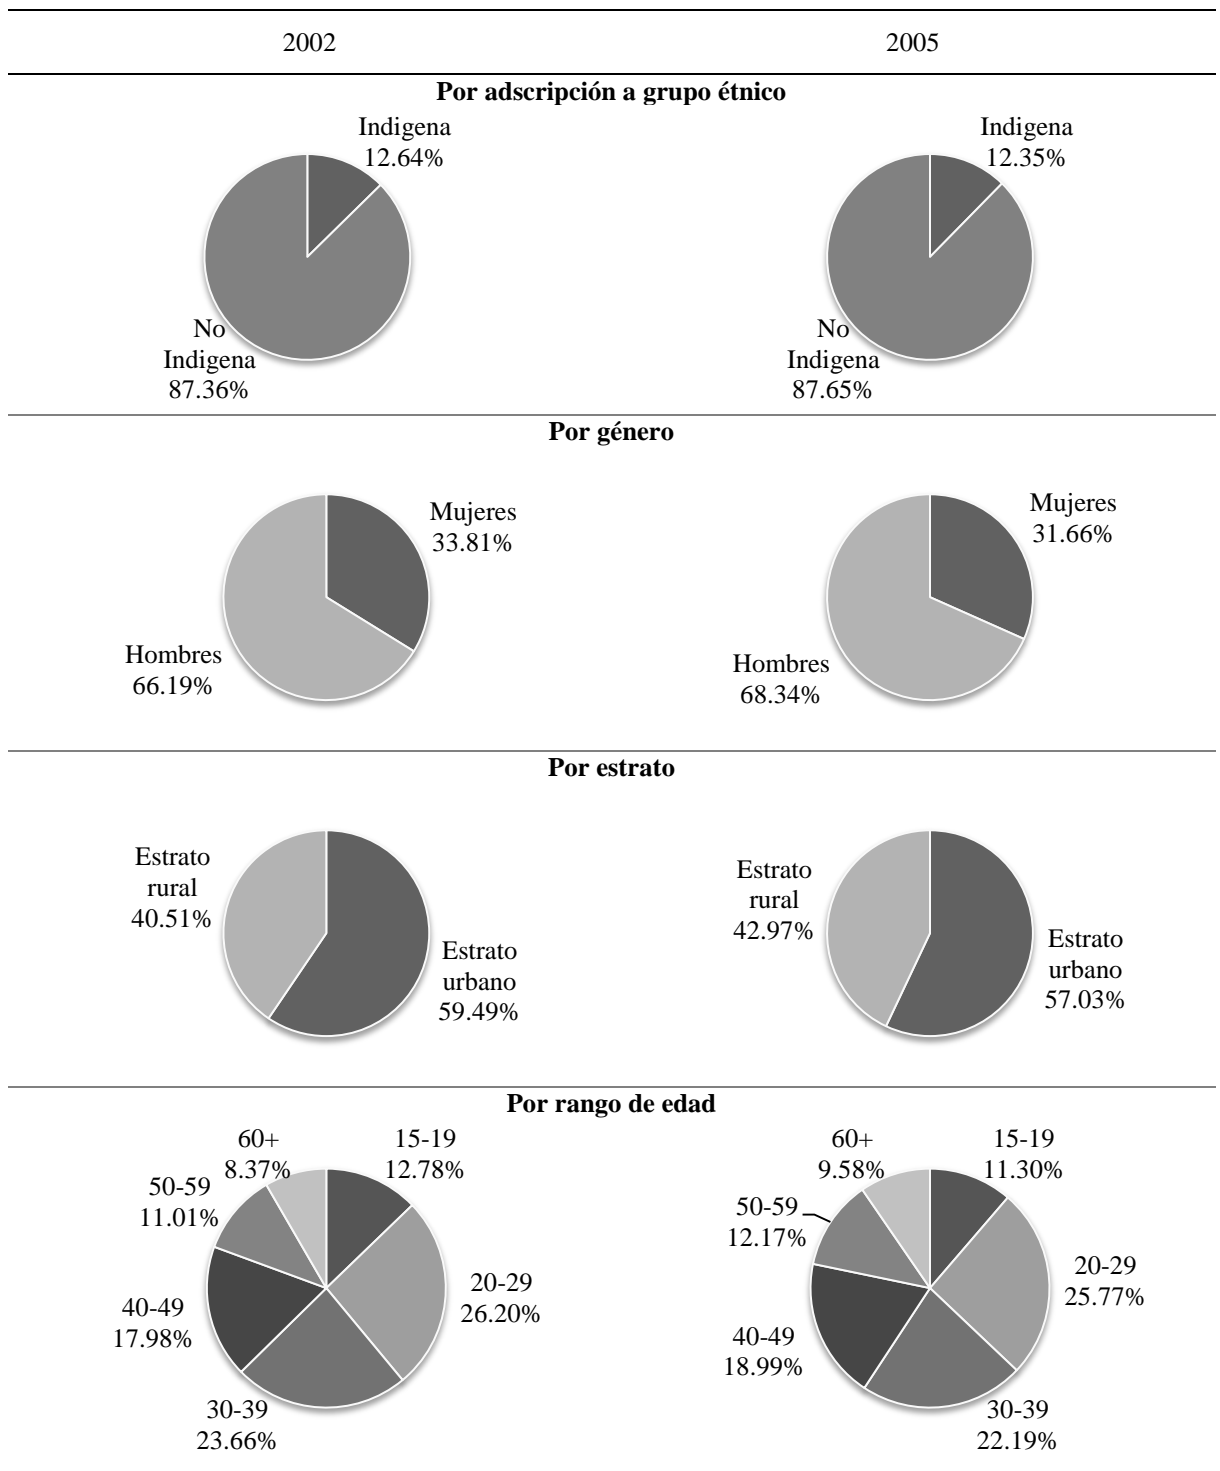 2002
2005
Por adscripción a grupo étnico
Indigena
12.64%
No
Indigena
87.36%
Indigena
12.35%
No
Indigena
87.65%
Por género
Mujeres
33.81%
Hombres
66.19%
Mujeres
31.66%
Hombres
68.34%
Por estrato
Estrato
rural
40.51%
Estrato
urbano
59.49%
Estrato
rural
42.97%
Estrato
urbano
57.03%
Por rango de edad
60+
8.37%
15-19
12.78%
50-59
11.01%
20-29
26.20%
40-49
17.98%
30-39
23.66%
60+
9.58%
15-19
11.30%
50-59
12.17%
20-29
25.77%
40-49
18.99%
30-39
22.19%